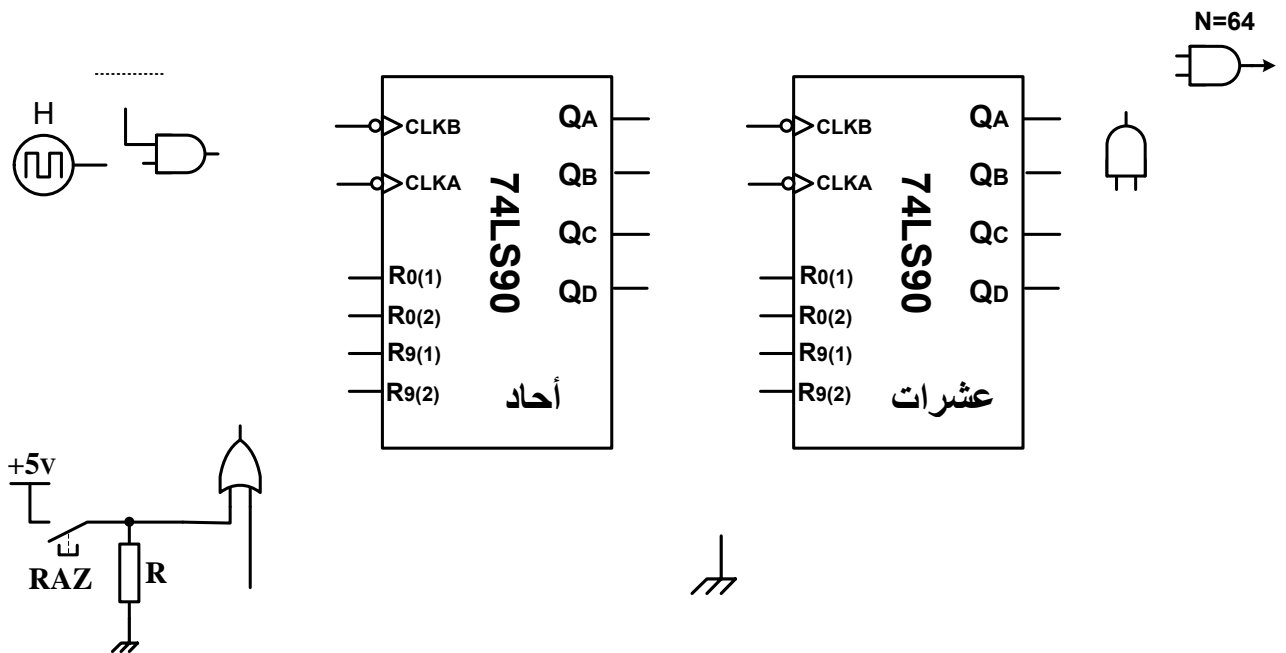 N=64
H
CLKB
CLKA
R0(1)
R0(2)
R9(1)
R9(2)
74LS90
QA
QB
QC
QD
أحاد
CLKB
CLKA
R0(1)
R0(2)
R9(1)
R9(2)
74LS90
QA
QB
QC
QD
عشرات
+5v
RAZ
R